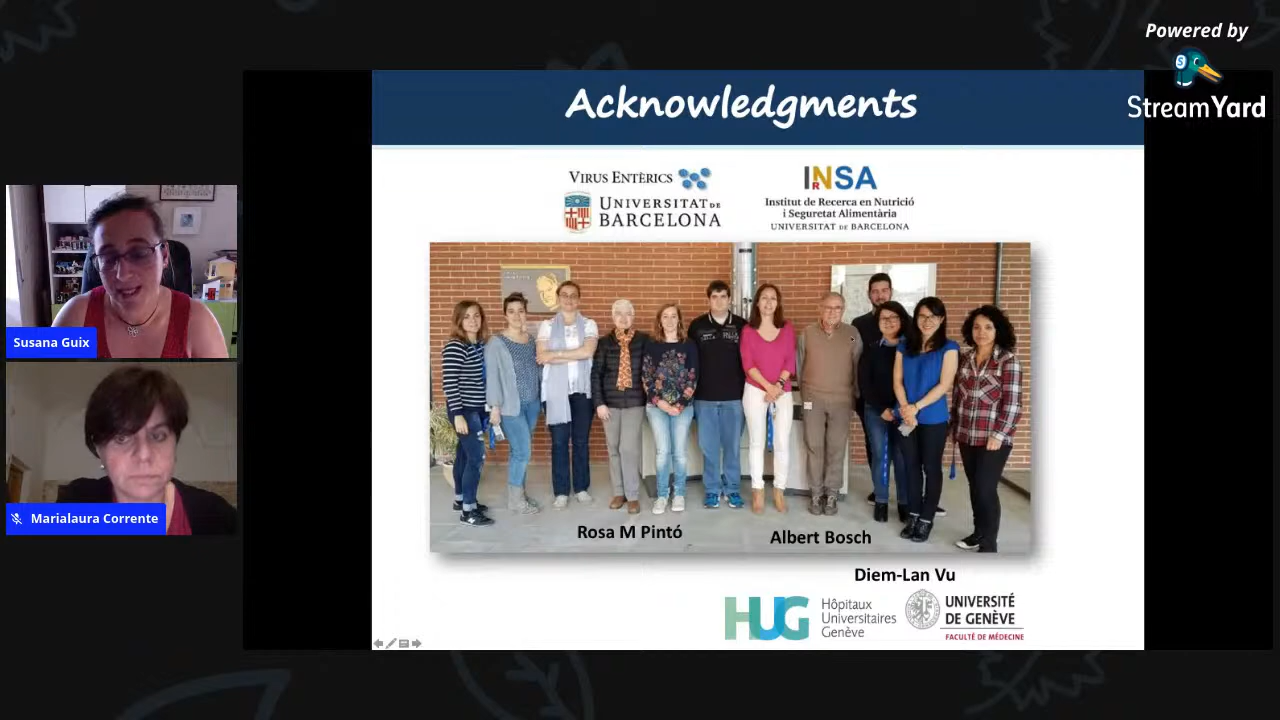 Powered by
StreamYard
Acknowledgments
VIRUS ENTÈRICS
UNIVERSITAT DE
BARCELONA
INSA
Institut de Recerca en Nutrició
i Seguretat Alimentària
UNIVERSITAT DE BARCELONA
Susana Guix
Marialaura Corrente
Rosa M Pintó
Albert Bosch
Diem-Lan Vu
HUG
Hôpitaux
Universitaires
Genève
UNIVERSITÉ
DE GENÈVE
FACULTÉ DE MÉDECINE